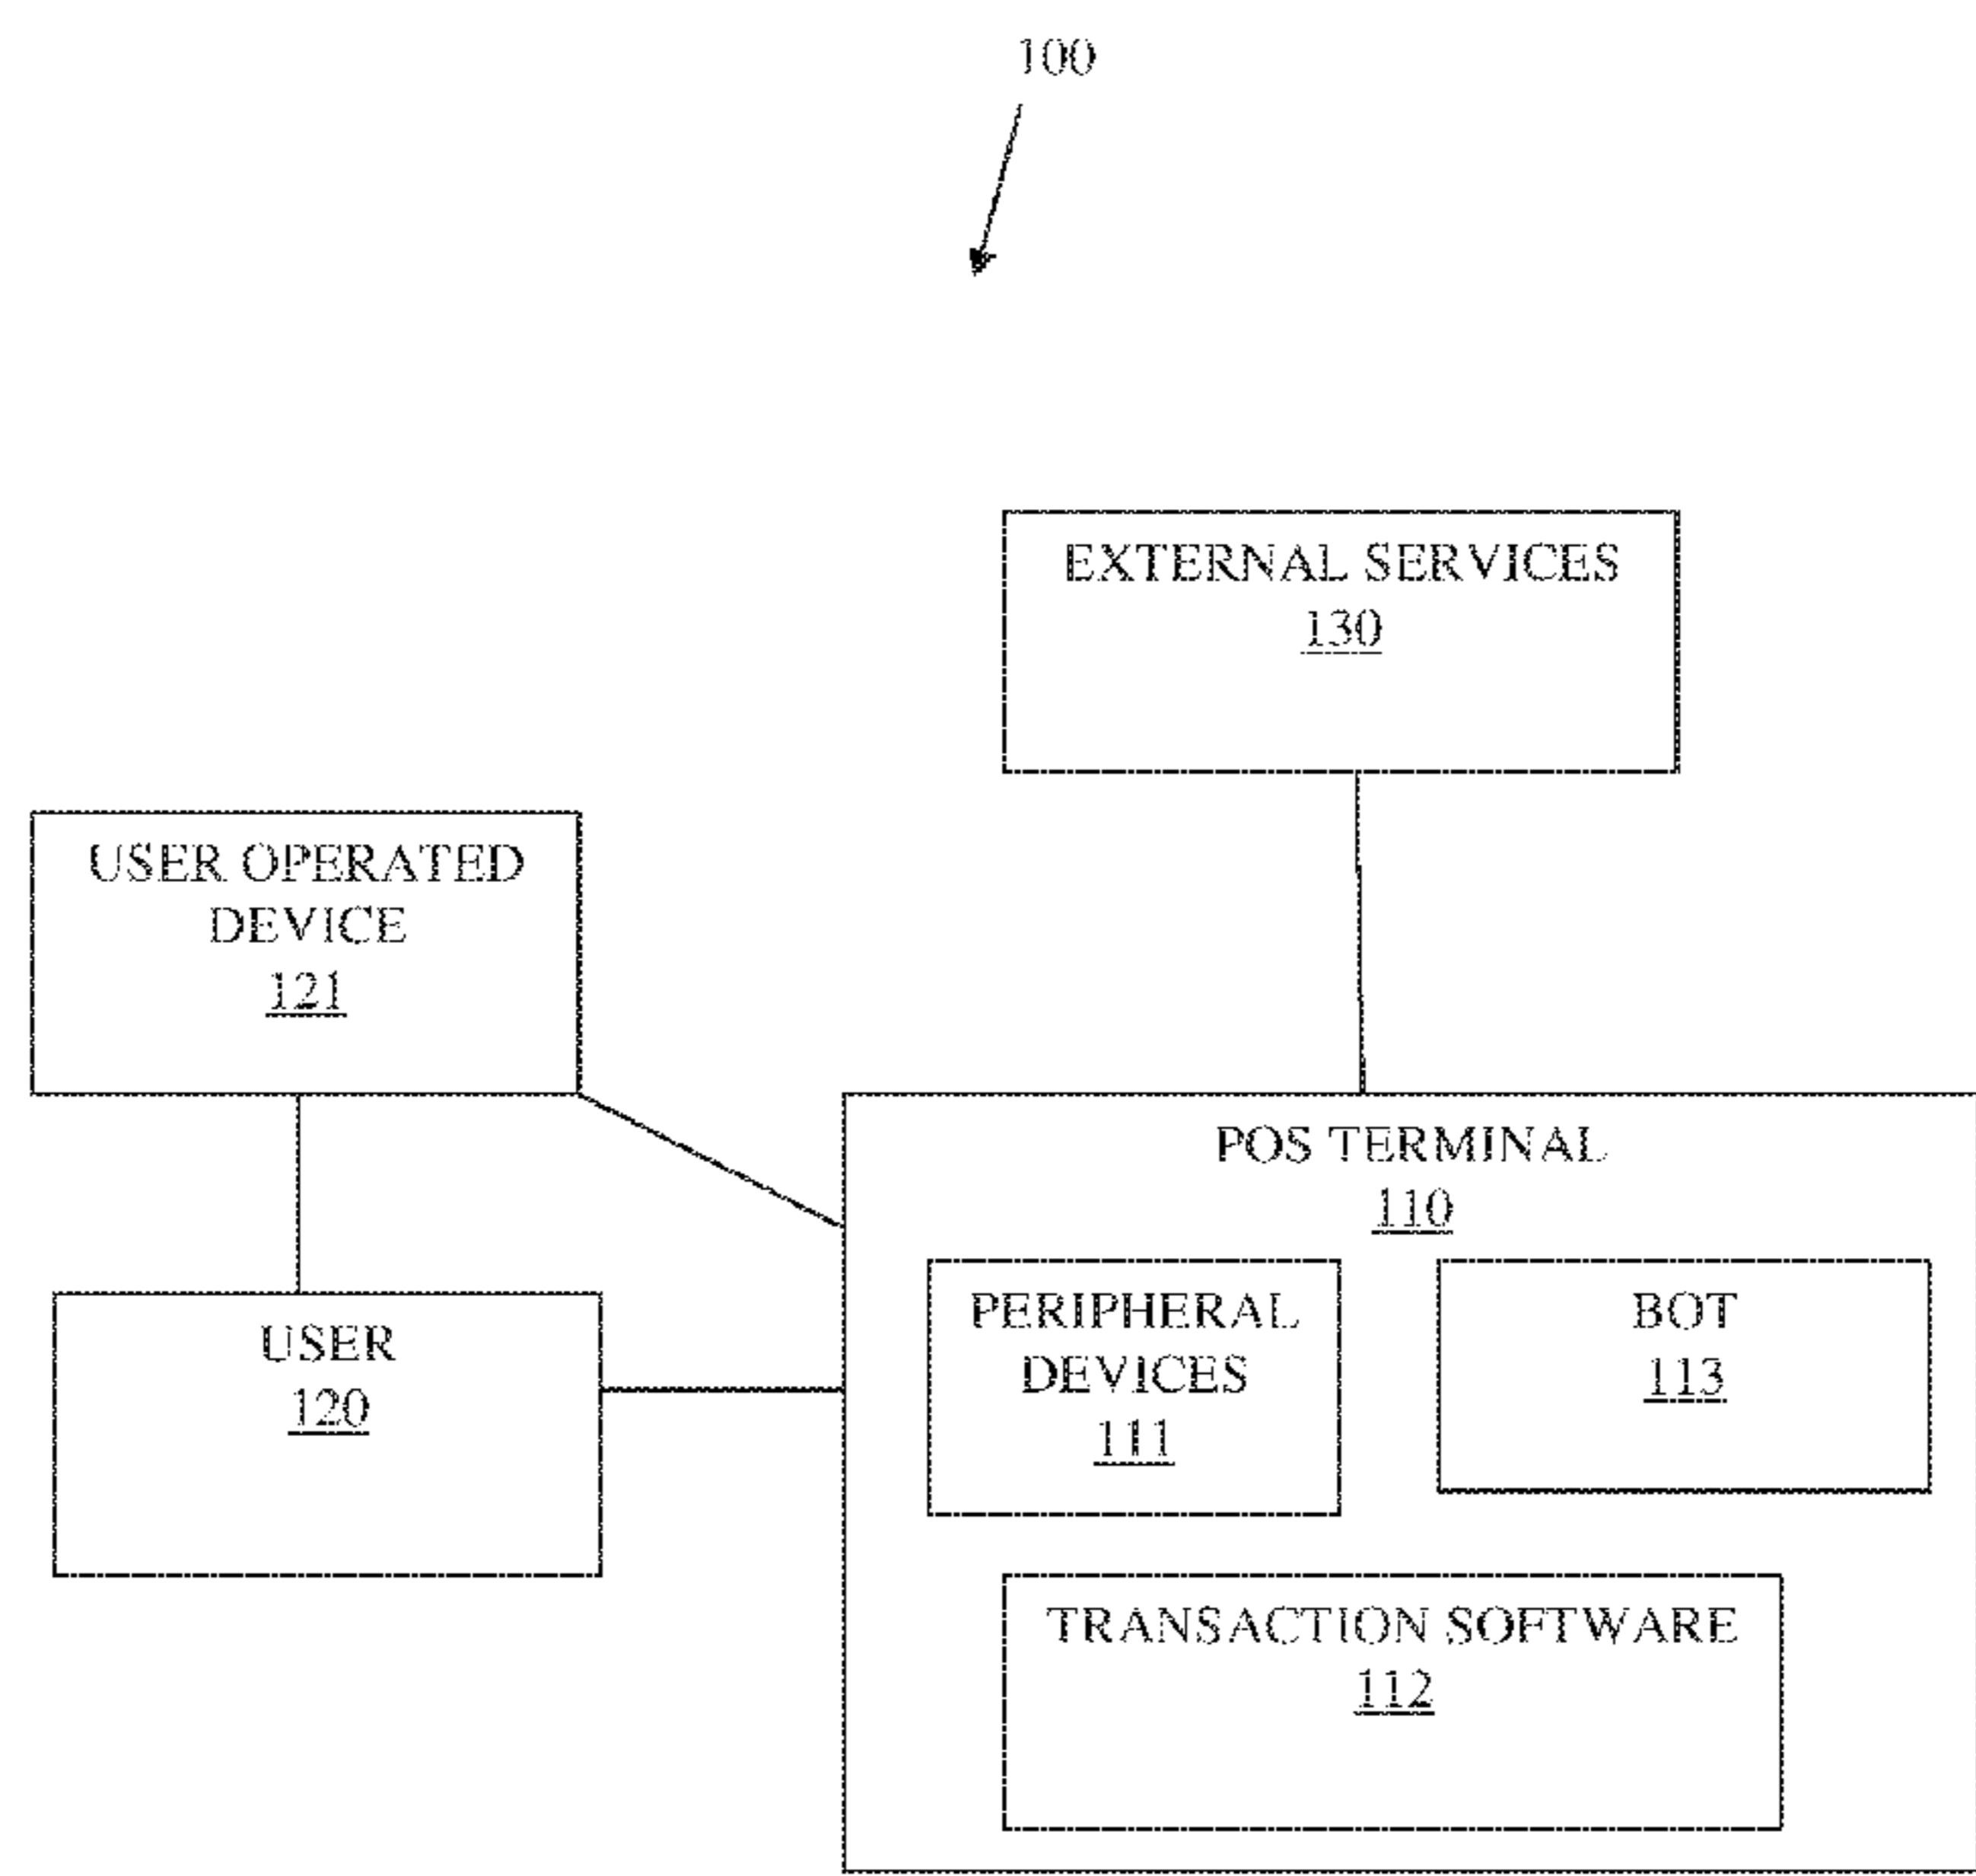 100
EXTERNAL SERVICES
130
USER OPERATED
DEVICE
121
POS TERMINAL
110
PERIPHERAL
DEVICES
111
BOT
113
USER
120
TRANSACTION SOFTWARE
112